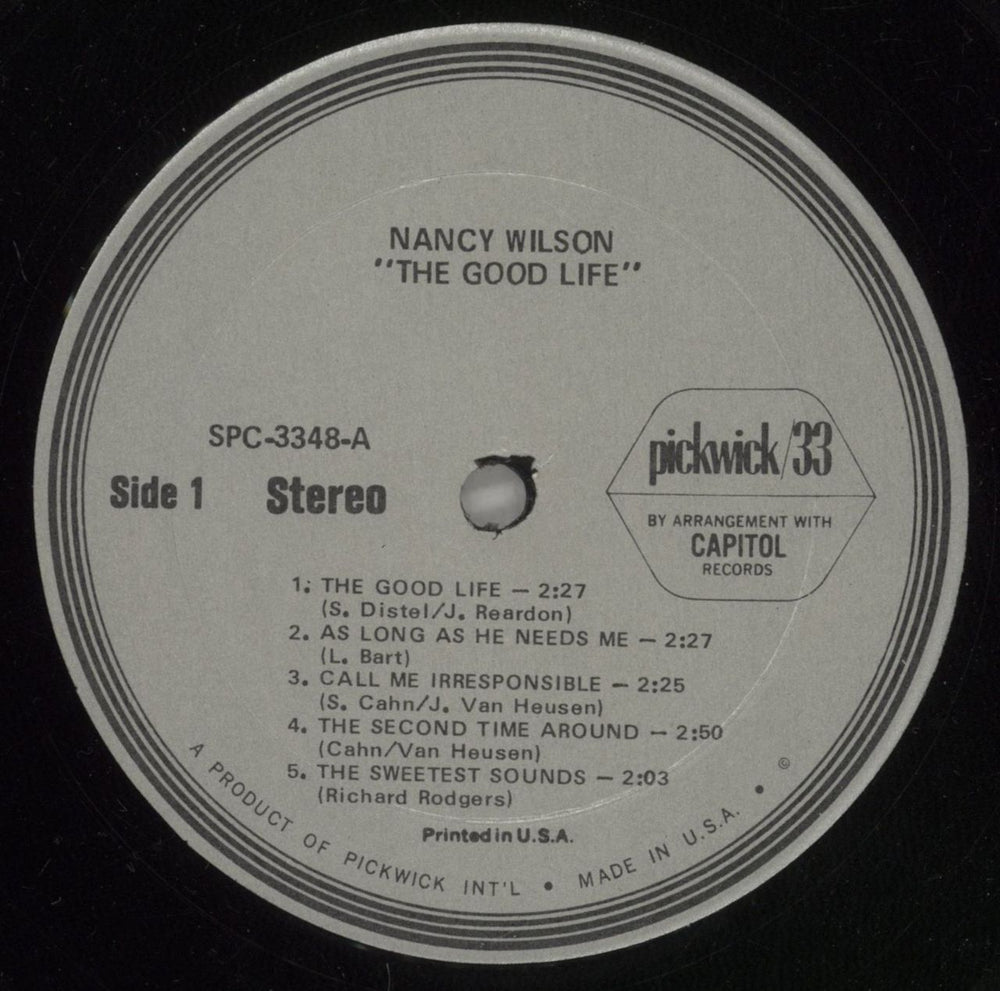 NANCY WILSON
"THE GOOD LIFE"
SPC-3348-A
Side 1 Stereo
pickwick/33
BY ARRANGEMENT WITH
CAPITOL
RECORDS
1. THE GOOD LIFE — 2:27
(S. Distel/J. Reardon)
2. AS LONG AS HE NEEDS ME — 2:27
(L. Bart)
3. CALL ME IRRESPONSIBLE — 2:25
(S. Cahn/J. Van Heusen)
4. THE SECOND TIME AROUND — 2:50
(Cahn/Van Heusen)
5. THE SWEETEST SOUNDS — 2:03
(Richard Rodgers)
Printed in U.S.A.
A PRODUCT OF PICKWICK INT'L • MADE IN U.S.A. • ©